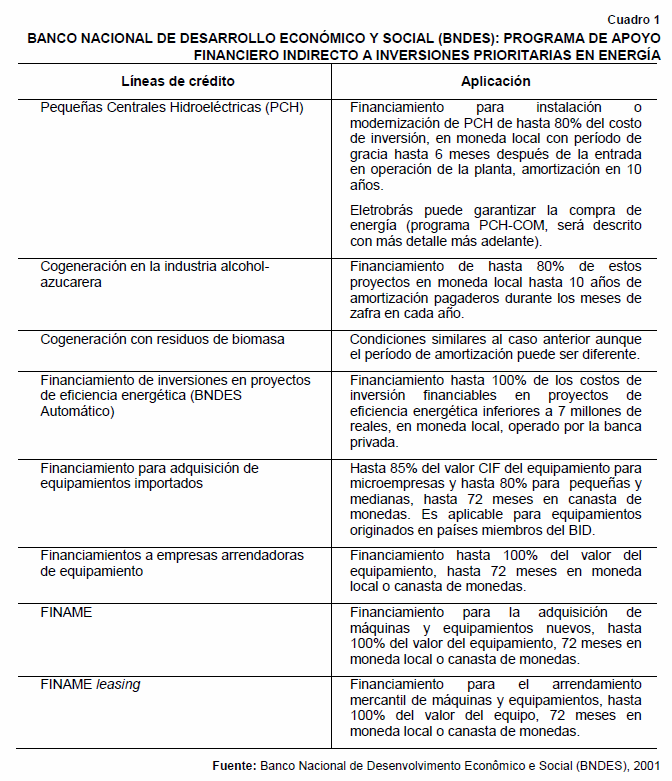 Cuadro 1
BANCO NACIONAL DE DESARROLLO ECONÓMICO Y SOCIAL (BNDES): PROGRAMA DE APOYO
FINANCIERO INDIRECTO A INVERSIONES PRIORITARIAS EN ENERGÍA
Líneas de crédito
Aplicación
Pequeñas Centrales Hidroeléctricas (PCH)
Financiamiento para instalación o
modernización de PCH de hasta 80% del costo
de inversión, en moneda local con período de
gracia hasta 6 meses después de la entrada
en operación de la planta, amortización en 10
años.
Eletrobrás puede garantizar la compra de
energía (programa PCH-COM, será descrito
con más detalle más adelante).
Cogeneración en la industria alcohol-
azucarera
Financiamiento de hasta 80% de estos
proyectos en moneda local hasta 10 años de
amortización pagaderos durante los meses de
zafra en cada año.
Cogeneración con residuos de biomasa
Condiciones similares al caso anterior aunque
el período de amortización puede ser diferente.
Financiamiento de inversiones en proyectos
de eficiencia energética (BNDES
Automático)
Financiamiento hasta 100% de los costos de
inversión financiables en proyectos de
eficiencia energética inferiores a 7 millones de
reales, en moneda local, operado por la banca
privada.
Financiamiento para adquisición de
equipamientos importados
Hasta 85% del valor CIF del equipamiento para
microempresas y hasta 80% para pequeñas y
medianas, hasta 72 meses en canasta de
monedas. Es aplicable para equipamientos
originados en países miembros del BID.
Financiamientos a empresas arrendadoras
de equipamiento
Financiamiento hasta 100% del valor del
equipamiento, hasta 72 meses en moneda
local o canasta de monedas.
FINAME
Financiamiento para la adquisición de
máquinas y equipamientos nuevos, hasta
100% del valor del equipamiento, 72 meses en
moneda local o canasta de monedas.
FINAME leasing
Financiamiento para el arrendamiento
mercantil de máquinas y equipamientos, hasta
100% del valor del equipo, 72 meses en
moneda local o canasta de monedas.
Fuente: Banco Nacional de Desenvolvimento Econômico e Social (BNDES), 2001